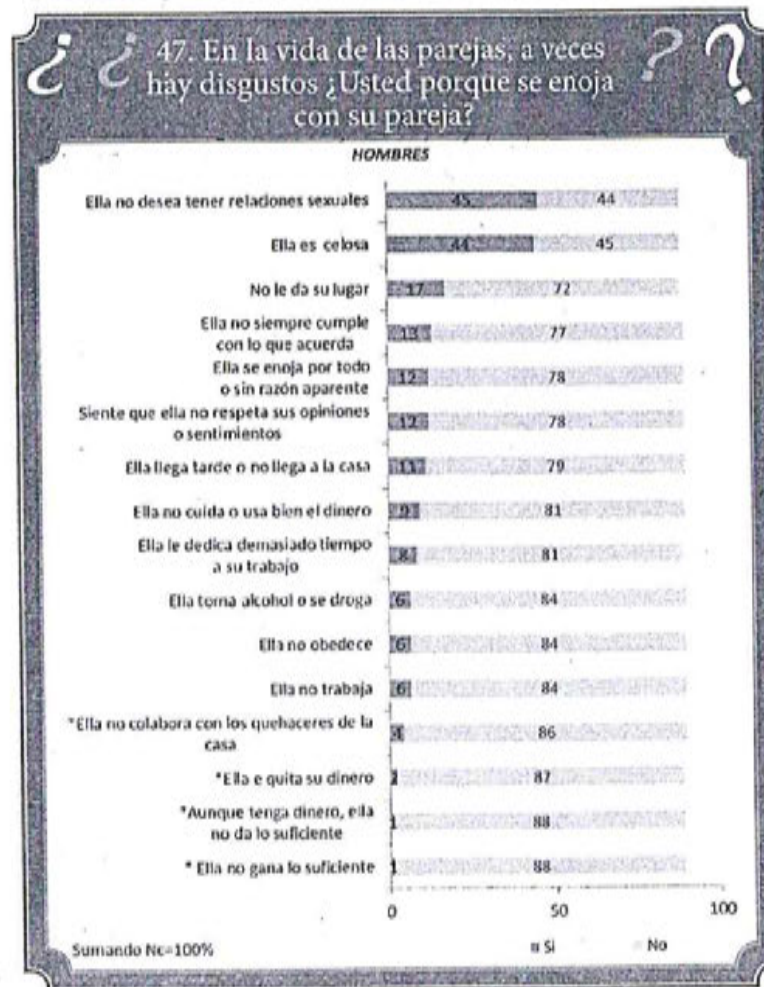 ¿ ¿ 47. En la vida de las parejas, a veces ? ?
hay disgustos ¿Usted porque se enoja
con su pareja?
HOMBRES
Ella no desea tener relaciones sexuales 45 44
Ella es celosa 44 45
No le da su lugar 17 72
Ella no siempre cumple
con lo que acuerda 13 77
Ella se enoja por todo
o sin razón aparente 12 78
Siente que ella no respeta sus opiniones
o sentimientos 12 78
Ella llega tarde o no llega a la casa 11 79
Ella no cuida o usa bien el dinero 9 81
Ella le dedica demasiado tiempo
a su trabajo 8 81
Ella toma alcohol o se droga 6 84
Ella no obedece 6 84
Ella no trabaja 6 84
*Ella no colabora con los quehaceres de la
casa 4 86
*Ella e quita su dinero 2 87
*Aunque tenga dinero, ella
no da lo suficiente 1 88
* Ella no gana lo suficiente 1 88
0 50 100
Sumando Nc=100% Si No